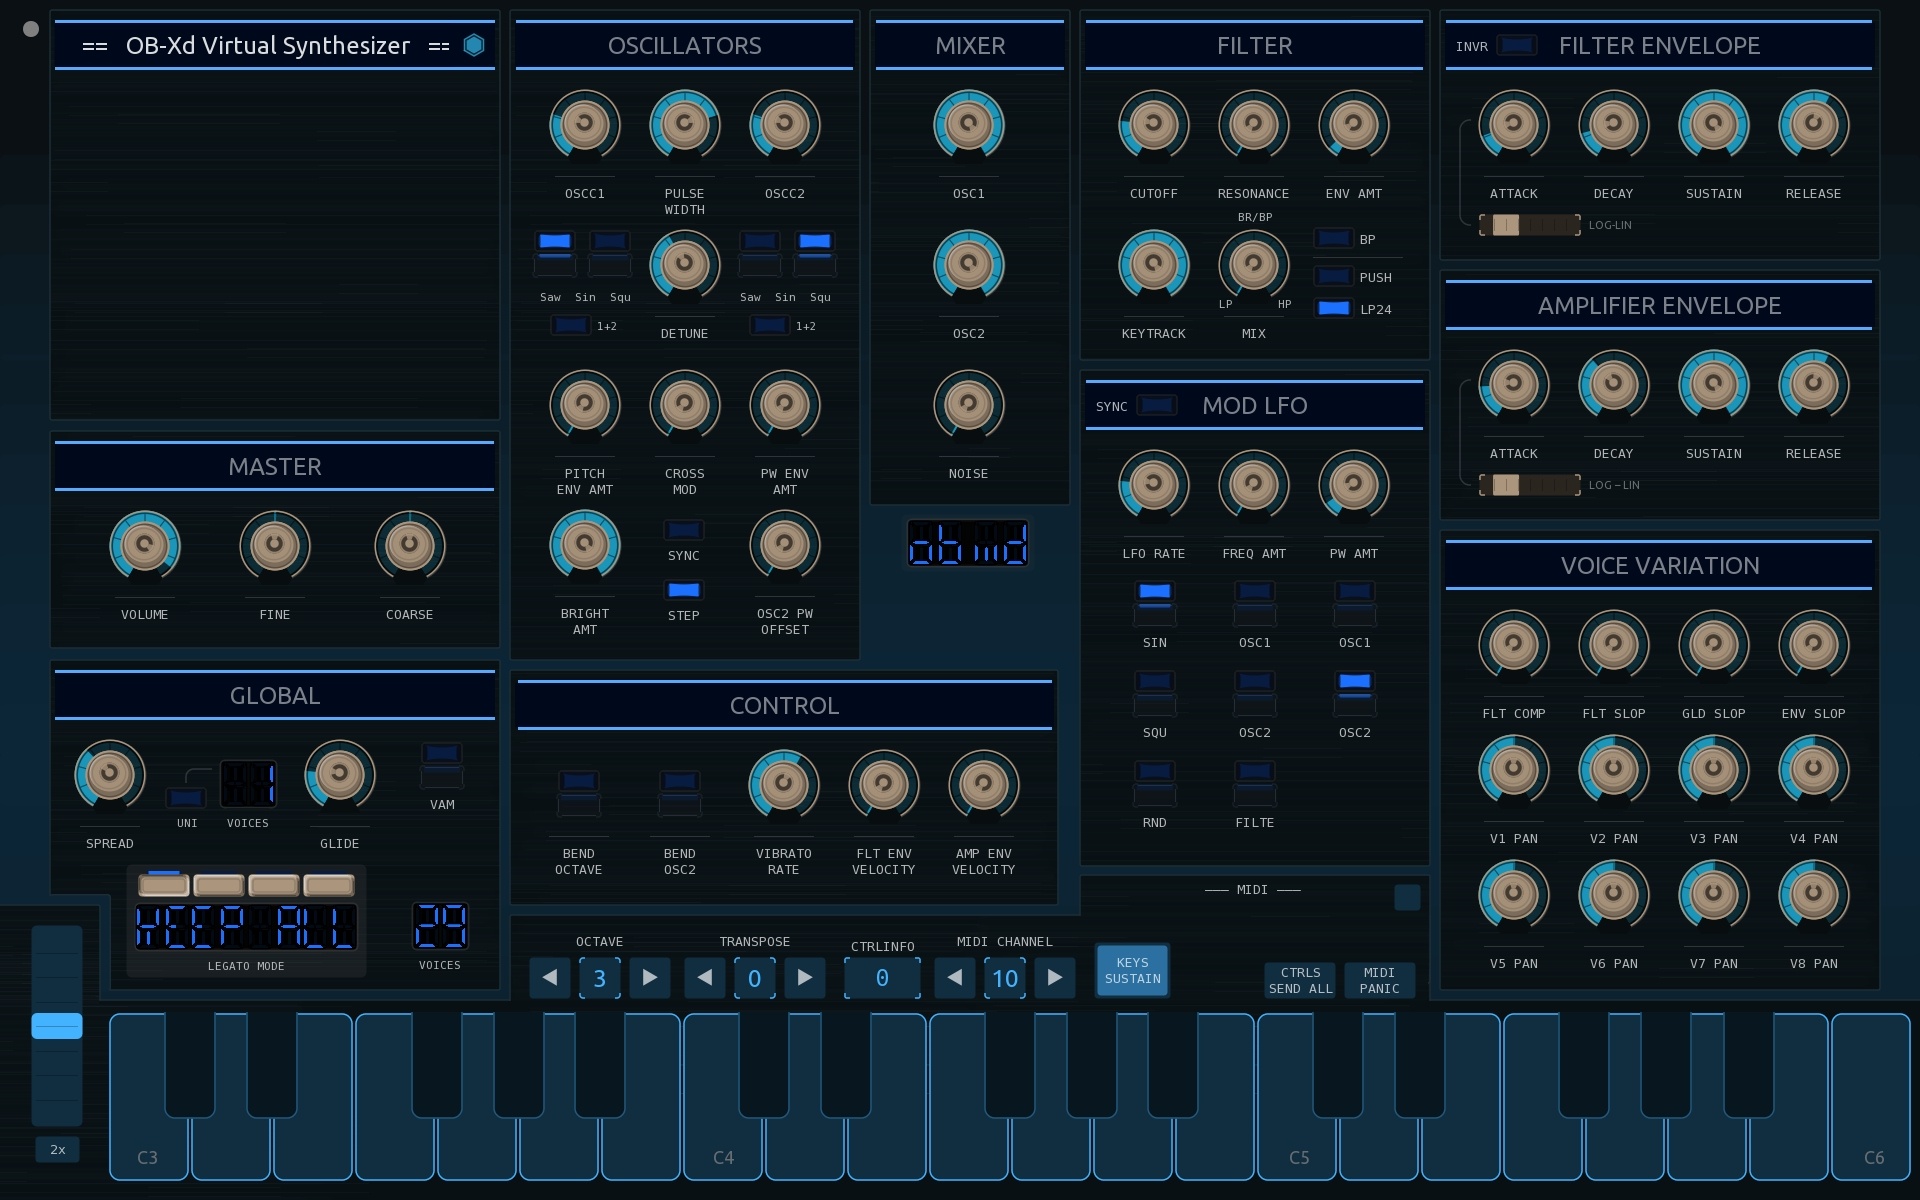 == OB-Xd Virtual Synthesizer ==
OSCILLATORS
OSCC1
PULSE
WIDTH
OSCC2
Saw Sin Squ
Saw Sin Squ
1+2
DETUNE
1+2
PITCH
ENV AMT
CROSS
MOD
PW ENV
AMT
BRIGHT
AMT
SYNC
STEP
OSC2 PW
OFFSET
MIXER
OSC1
OSC2
NOISE
FILTER
CUTOFF
RESONANCE
ENV AMT
BR/BP
KEYTRACK
LP
HP
MIX
BP
PUSH
LP24
INVR
FILTER ENVELOPE
ATTACK
DECAY
SUSTAIN
RELEASE
LOG-LIN
AMPLIFIER ENVELOPE
ATTACK
DECAY
SUSTAIN
RELEASE
LOG – LIN
MASTER
VOLUME
FINE
COARSE
SYNC
MOD LFO
LFO RATE
FREQ AMT
PW AMT
SIN
OSC1
OSC1
SQU
OSC2
OSC2
RND
FILTE
VOICE VARIATION
FLT COMP
FLT SLOP
GLD SLOP
ENV SLOP
V1 PAN
V2 PAN
V3 PAN
V4 PAN
V5 PAN
V6 PAN
V7 PAN
V8 PAN
GLOBAL
SPREAD
UNI
1
VOICES
GLIDE
VAM
KEEP ALL
LEGATO MODE
VOICES
CONTROL
BEND
OCTAVE
BEND
OSC2
VIBRATO
RATE
FLT ENV
VELOCITY
AMP ENV
VELOCITY
MIDI
OCTAVE
◀ 3 ▶
TRANSPOSE
◀ 0 ▶
CTRLINFO
0
MIDI CHANNEL
◀ 10 ▶
KEYS
SUSTAIN
CTRLS
SEND ALL
MIDI
PANIC
2x
C3
C4
C5
C6